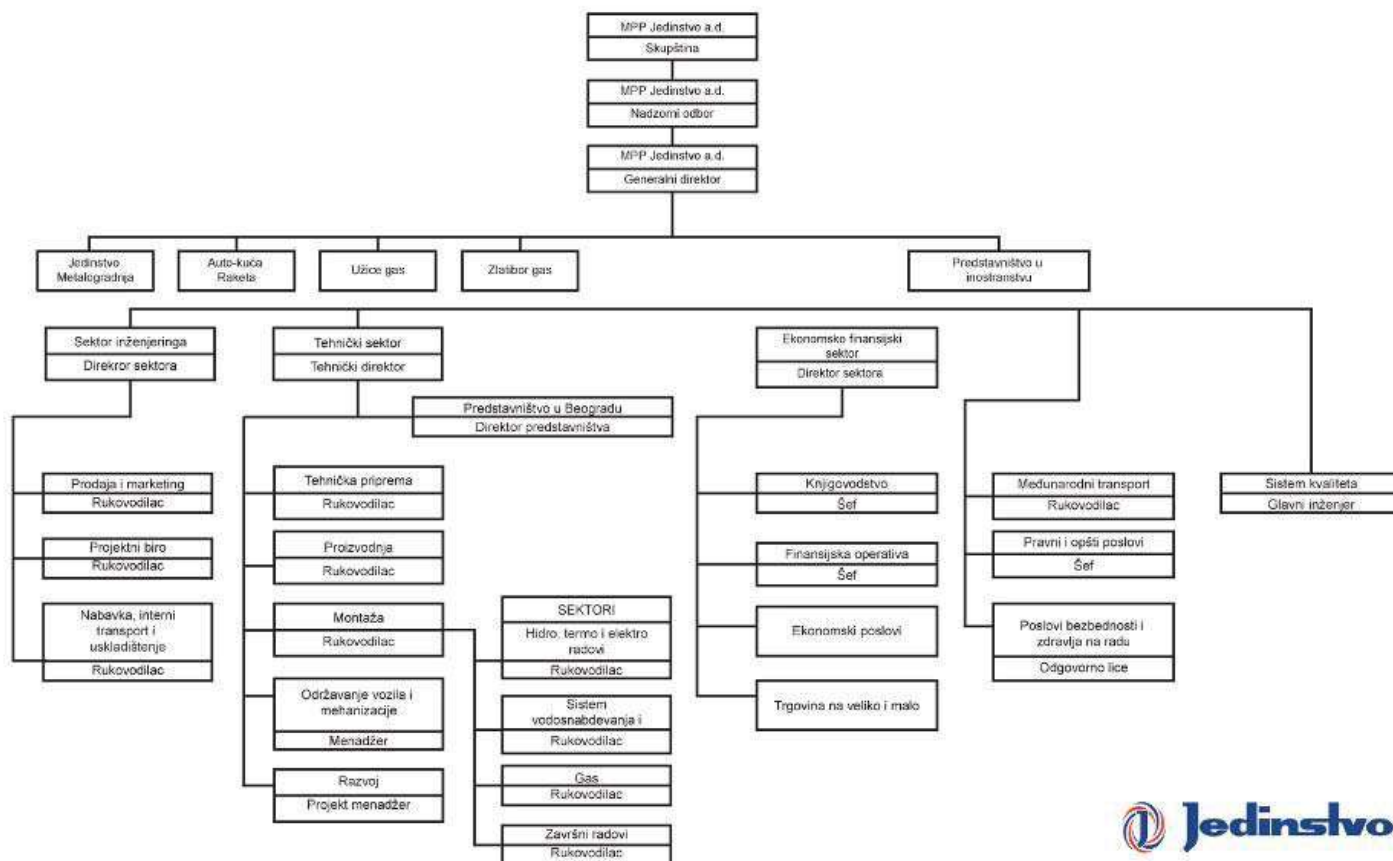 MPP Jedinstvo a.d.
Skupština
MPP Jedinstvo a.d.
Nadzorni odbor
MPP Jedinstvo a.d.
Generalni direktor
Jedinstvo
Metalogradnja
Auto-kuća
Raketa
Užice gas
Zlatibor gas
Predstavništvo u
inostranstvu
Sektor inženjeringa
Direkror sektora
Tehnički sektor
Tehnički direktor
Ekonomsko finansijski
sektor
Direktor sektora
Predstavništvo u Beogradu
Direktor predstavništva
Prodaja i marketing
Rukovodilac
Projektni biro
Rukovodilac
Nabavka, interni
transport i
uskladištenje
Rukovodilac
Tehnička priprema
Rukovodilac
Proizvodnja
Rukovodilac
Montaža
Rukovodilac
Održavanje vozila i
mehanizacije
Menadžer
Razvoj
Projekt menadžer
SEKTORI
Hidro, termo i elektro
radovi
Rukovodilac
Sistem
vodosnabdevanja i
Rukovodilac
Gas
Rukovodilac
Završni radovi
Rukovodilac
Knjigovodstvo
Šef
Finansijska operativa
Šef
Ekonomski poslovi
Trgovina na veliko i malo
Međunarodni transport
Rukovodilac
Pravni i opšti poslovi
Šef
Poslovi bezbednosti i
zdravlja na radu
Odgovorno lice
Sistem kvaliteta
Glavni inženjer
Jedinstvo